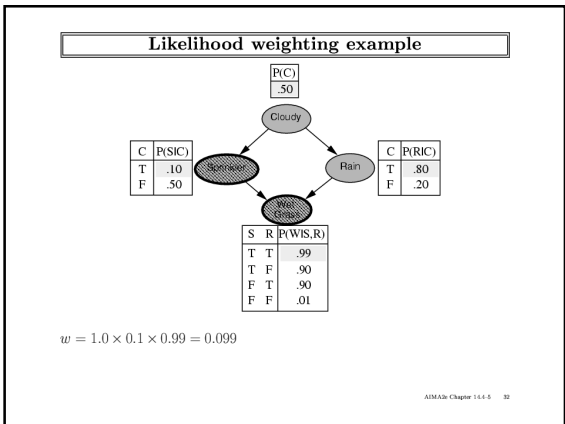 Likelihood weighting example
P(C)
.50
Cloudy
C P(S|C)
T .10
F .50
Sprinkler
Rain
C P(R|C)
T .80
F .20
Wet
Grass
S R P(W|S,R)
T T .99
T F .90
F T .90
F F .01
w = 1.0 × 0.1 × 0.99 = 0.099
AIMA2e Chapter 14.4-5 32